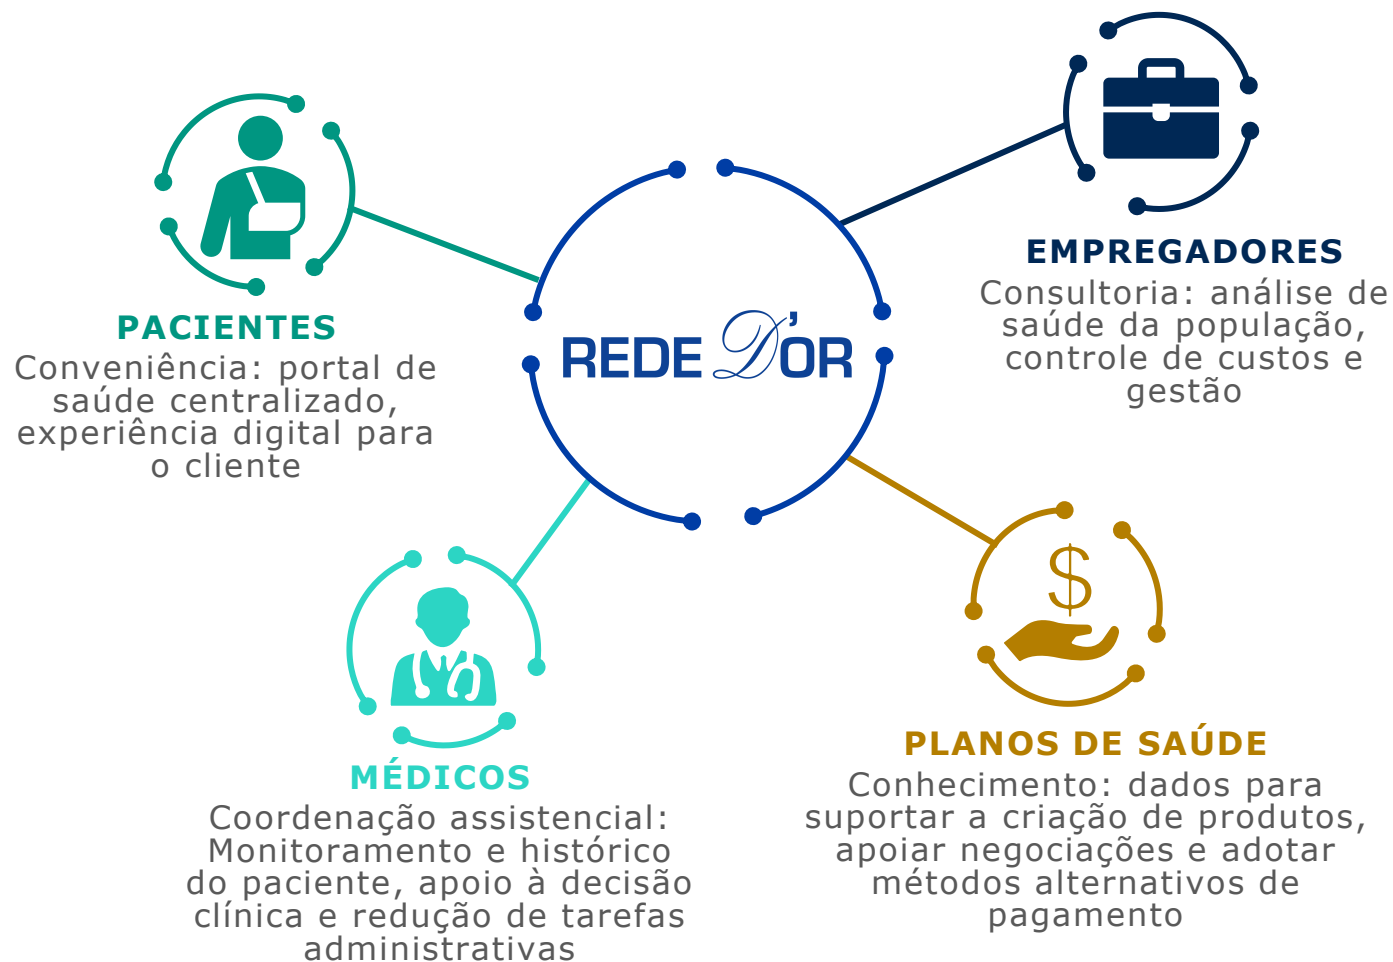 PACIENTES
Conveniência: portal de
saúde centralizado,
experiência digital para
o cliente
REDE D'OR
EMPREGADORES
Consultoria: análise de
saúde da população,
controle de custos e
gestão
MÉDICOS
Coordenação assistencial:
Monitoramento e histórico
do paciente, apoio à decisão
clínica e redução de tarefas
administrativas
$
PLANOS DE SAÚDE
Conhecimento: dados para
suportar a criação de produtos,
apoiar negociações e adotar
métodos alternativos de
pagamento